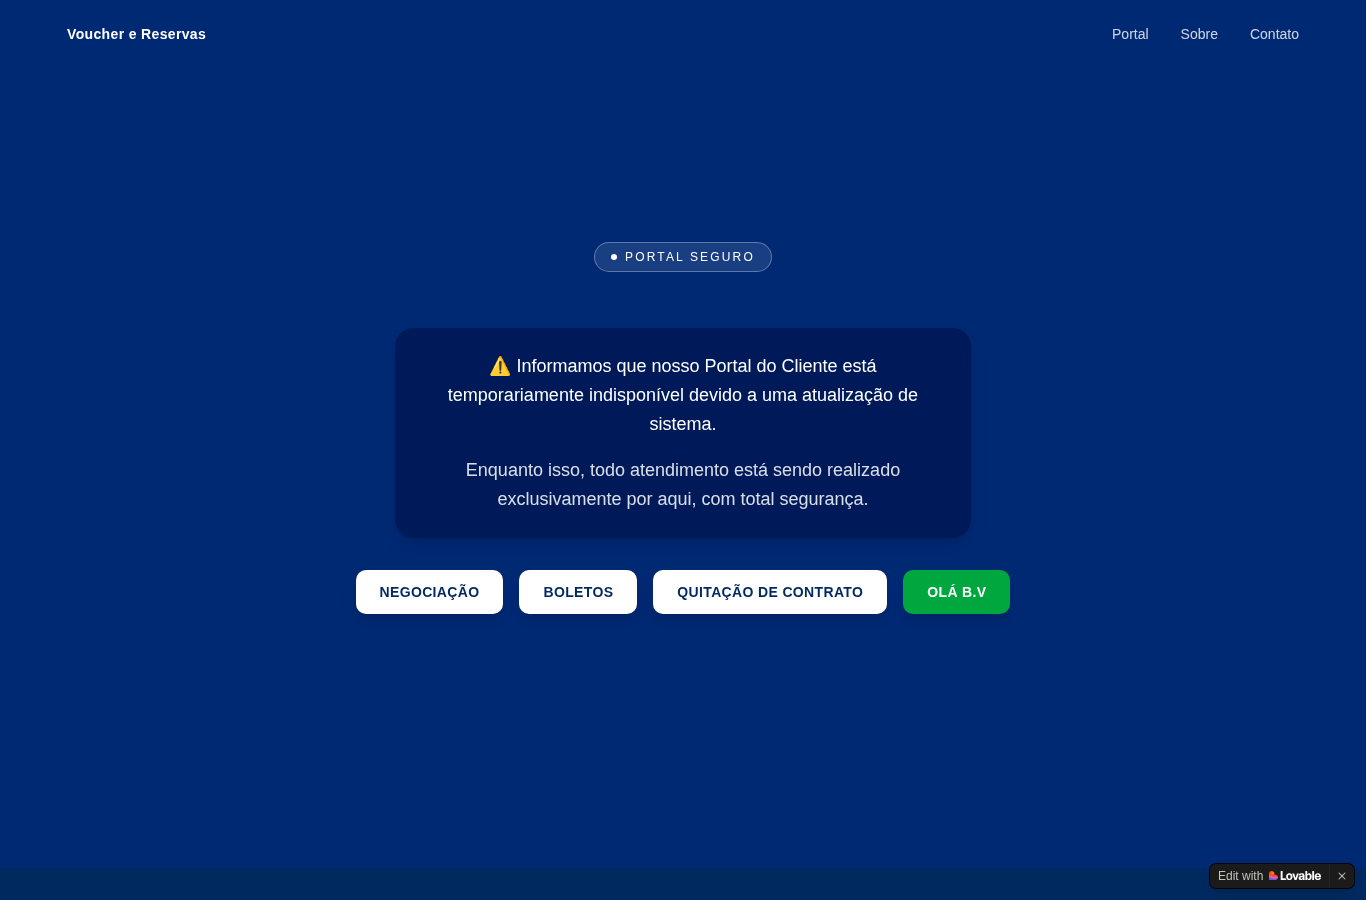 Voucher e Reservas
Portal
Sobre
Contato
PORTAL SEGURO
⚠️ Informamos que nosso Portal do Cliente está
temporariamente indisponível devido a uma atualização de
sistema.
Enquanto isso, todo atendimento está sendo realizado
exclusivamente por aqui, com total segurança.
NEGOCIAÇÃO
BOLETOS
QUITAÇÃO DE CONTRATO
OLÁ B.V
Edit with Lovable